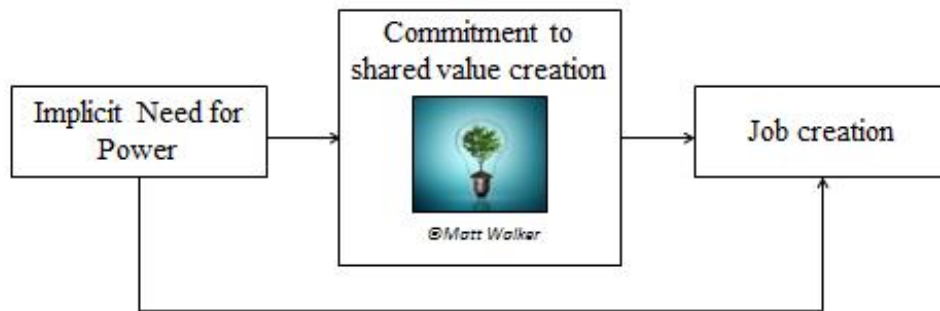 Implicit Need for
Power
Commitment to
shared value creation
©Matt Walker
Job creation